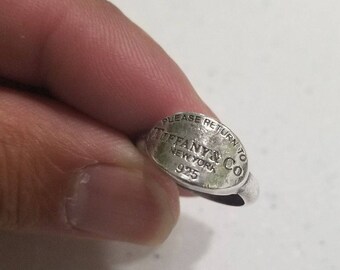 PLEASE RETURN TO
TIFFANY & CO
NEW YORK
925